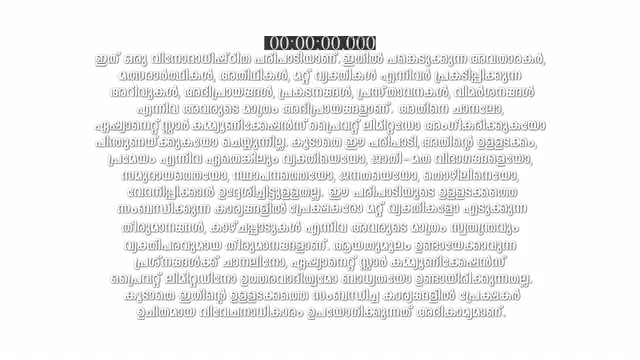 00:00:00,000
ഇത് ഒരു വിനോദാധിഷ്ഠിത പരിപാടിയാണ്. ഇതിൽ പങ്കെടുക്കുന്ന അവതാരകർ,
മത്സരാർത്ഥികൾ, അതിഥികൾ, മറ്റ് വ്യക്തികൾ എന്നിവർ പ്രകടിപ്പിക്കുന്ന
അറിവുകൾ, അഭിപ്രായങ്ങൾ, പ്രകടനങ്ങൾ, പ്രസ്താവനകൾ, വിമർശനങ്ങൾ
എന്നിവ അവരുടെ മാത്രം അഭിപ്രായങ്ങളാണ്. അതിനെ ചാനലോ,
ഏഷ്യാനെറ്റ് സ്റ്റാർ കമ്മ്യൂണിക്കേഷൻസ് പ്രൈവറ്റ് ലിമിറ്റഡോ അംഗീകരിക്കുകയോ
പിന്തുണയ്ക്കുകയോ ചെയ്യുന്നില്ല. കൂടാതെ ഈ പരിപാടി, അതിന്റെ ഉള്ളടക്കം,
പ്രമേയം എന്നിവ ഏതെങ്കിലും വ്യക്തിയെയോ, ജാതി - മത വിഭാഗങ്ങളെയോ,
സമുദായത്തെയോ, സ്ഥാപനത്തെയോ, ജനതയെയോ, തൊഴിലിനെയോ,
വേദനിപ്പിക്കാൻ ഉദ്ദേശിച്ചിട്ടുള്ളതല്ല. ഈ പരിപാടിയുടെ ഉള്ളടക്കത്തെ
സംബന്ധിക്കുന്ന കാര്യങ്ങളിൽ പ്രേക്ഷകരോ മറ്റ് വ്യക്തികളോ എടുക്കുന്ന
തീരുമാനങ്ങൾ, കാഴ്ചപ്പാടുകൾ എന്നിവ അവരുടെ മാത്രം സ്വതന്ത്രവും
വ്യക്തിപരവുമായ തീരുമാനങ്ങളാണ്. ആയതുമൂലം ഉണ്ടായേക്കാവുന്ന
പ്രശ്നങ്ങൾക്ക് ചാനലിനോ, ഏഷ്യാനെറ്റ് സ്റ്റാർ കമ്മ്യൂണിക്കേഷൻസ്
പ്രൈവറ്റ് ലിമിറ്റഡിനോ ഉത്തരവാദിത്വമോ ബാധ്യതയോ ഉണ്ടായിരിക്കുന്നതല്ല.
കൂടാതെ ഇതിന്റെ ഉള്ളടക്കത്തെ സംബന്ധിച്ച കാര്യങ്ങളിൽ പ്രേക്ഷകർ
ഉചിതമായ വിവേചനാധികാരം ഉപയോഗിക്കുന്നത് അഭികാമ്യമാണ്.